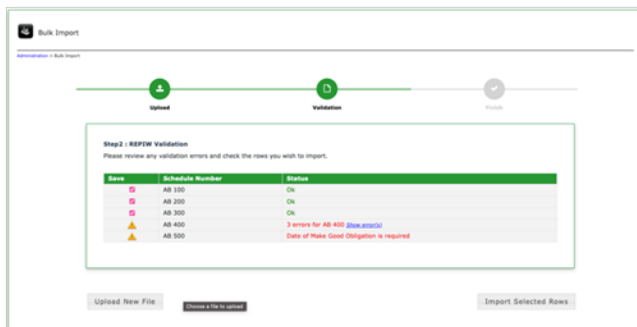 Bulk Import
Administration > Bulk Import
Upload
Validation
Finish
Step2 : REPIW Validation
Please review any validation errors and check the rows you wish to import.
Save Schedule Number Status
AB 100 Ok
AB 200 Ok
AB 300 Ok
AB 400 3 errors for AB 400 Show error(s)
AB 500 Date of Make Good Obligation is required
Upload New File
Choose a file to upload
Import Selected Rows